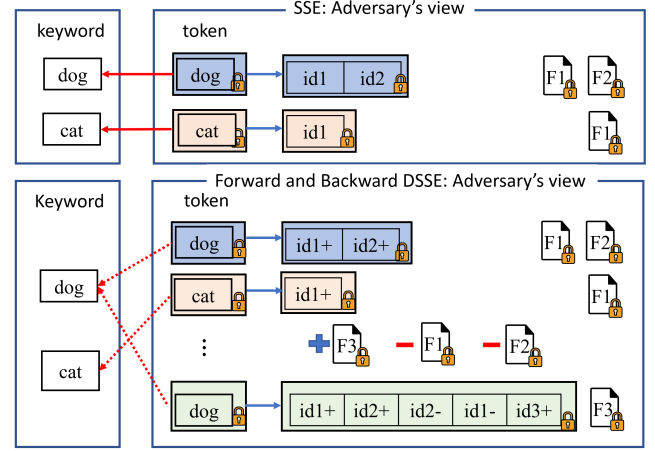 SSE: Adversary's view
keyword
token
dog
dog
id1 id2
F1 F2
cat
cat
id1
F1
Forward and Backward DSSE: Adversary's view
Keyword
token
dog
id1+ id2+
F1 F2
dog
cat
id1+
F1
⋮
+ F3 - F1 - F2
cat
dog
id1+ id2+ id2- id1- id3+
F3